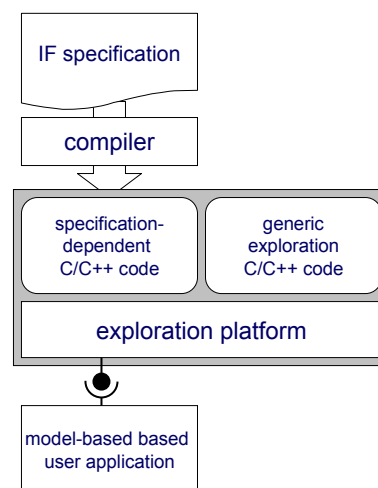 IF specification
compiler
specification-
dependent
C/C++ code
generic
exploration
C/C++ code
exploration platform
model-based based
user application